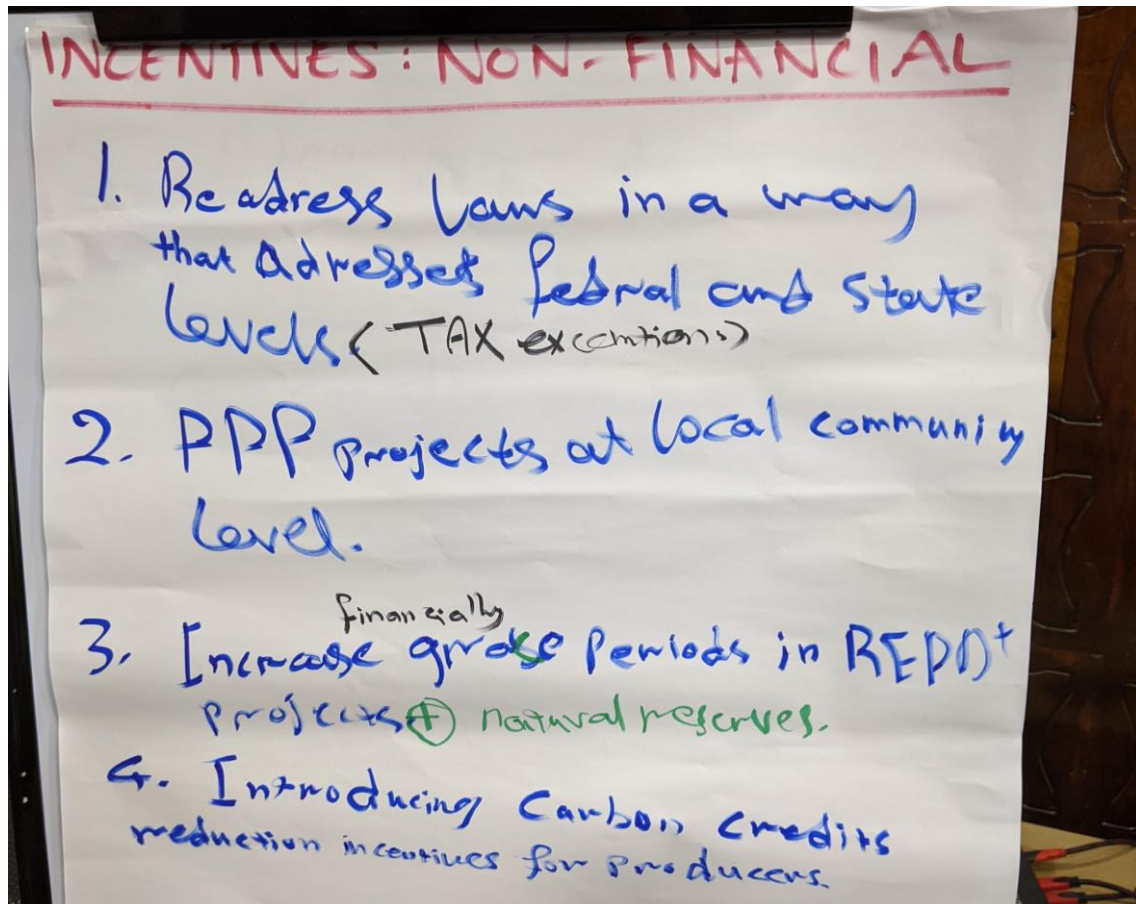 INCENTIVES: NON-FINANCIAL
1. Readress Laws in a way
that Adresses fedral and state
levels (TAX excemtions)
2. PPP projects at local community
level.
financially
3. Increase grace Periods in REDD+
projects + natural reserves.
4. Introducing Carbon credits
reduction incentives for producers.